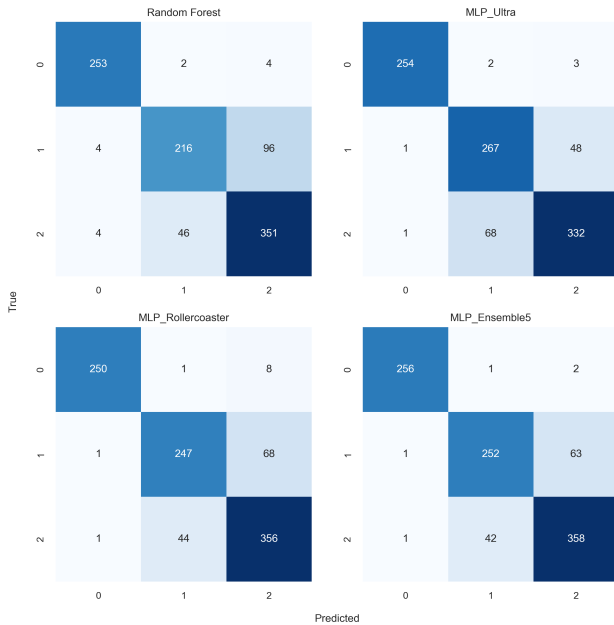 Random Forest
MLP_Ultra
0 253 2 4
0 254 2 3
1 4 216 96
1 1 267 48
2 4 46 351
2 1 68 332
0 1 2
0 1 2
True
MLP_Rollercoaster
MLP_Ensemble5
0 250 1 8
0 256 1 2
1 1 247 68
1 1 252 63
2 1 44 356
2 1 42 358
0 1 2
0 1 2
Predicted